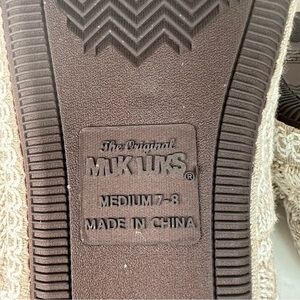 The Original
MUK LUKS®
MEDIUM 7-8
MADE IN CHINA